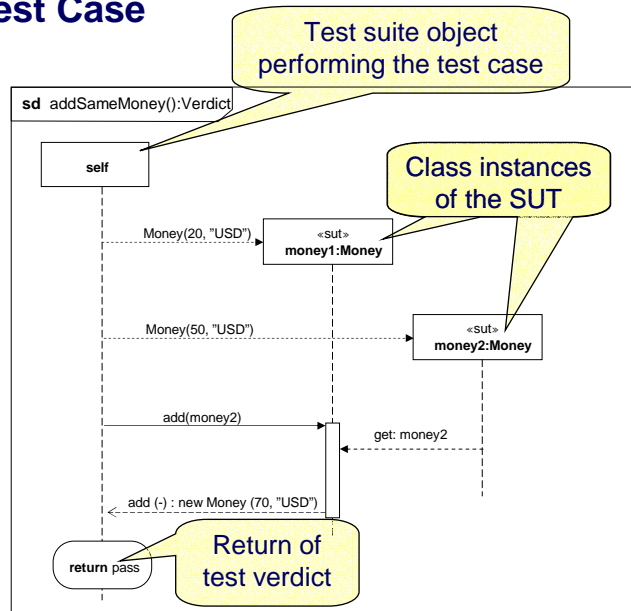 est Case
Test suite object
performing the test case
sd addSameMoney():Verdict
self
Class instances
of the SUT
Money(20, ”USD”)
«sut»
money1:Money
Money(50, ”USD”)
«sut»
money2:Money
add(money2)
get: money2
add (-) : new Money (70, ”USD”)
return pass
Return of
test verdict